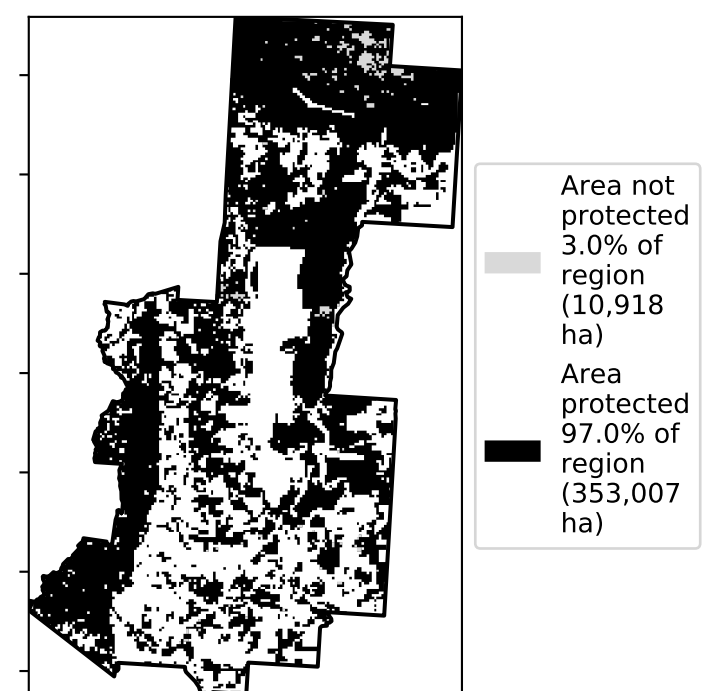 Area not
protected
3.0% of
region
(10,918
ha)
Area
protected
97.0% of
region
(353,007
ha)